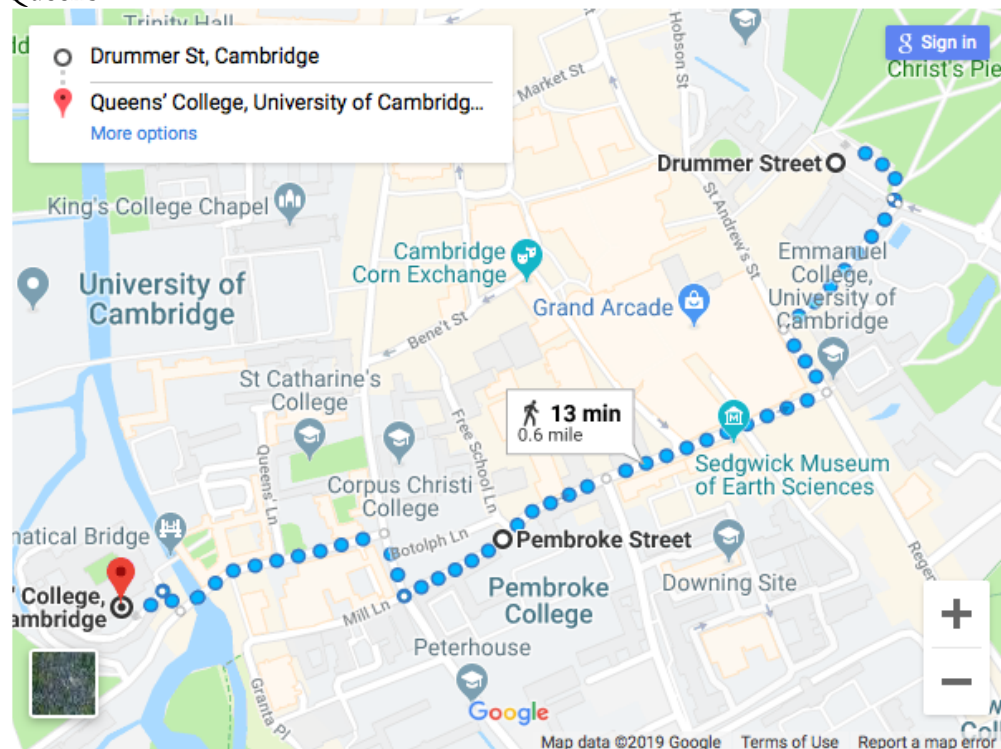 Trinity Hall
Drummer St, Cambridge
Queens' College, University of Cambridg...
More options
Sign in
Christ's Pie
Hobson St
Market St
Drummer Street
King's College Chapel
St Andrew's St
Cambridge
Corn Exchange
Emmanuel
College,
University of
Cambridge
University of
Cambridge
Grand Arcade
Bene't St
St Catharine's
College
13 min
0.6 mile
Free School Ln
Queens' Ln
Sedgwick Museum
of Earth Sciences
Corpus Christi
College
natical Bridge
Botolph Ln
Pembroke Street
Regen
Downing Site
Pembroke
College
' College,
ambridge
Mill Ln
Peterhouse
Granta Pl
Google
Col
Map data ©2019 Google
Terms of Use
Report a map error